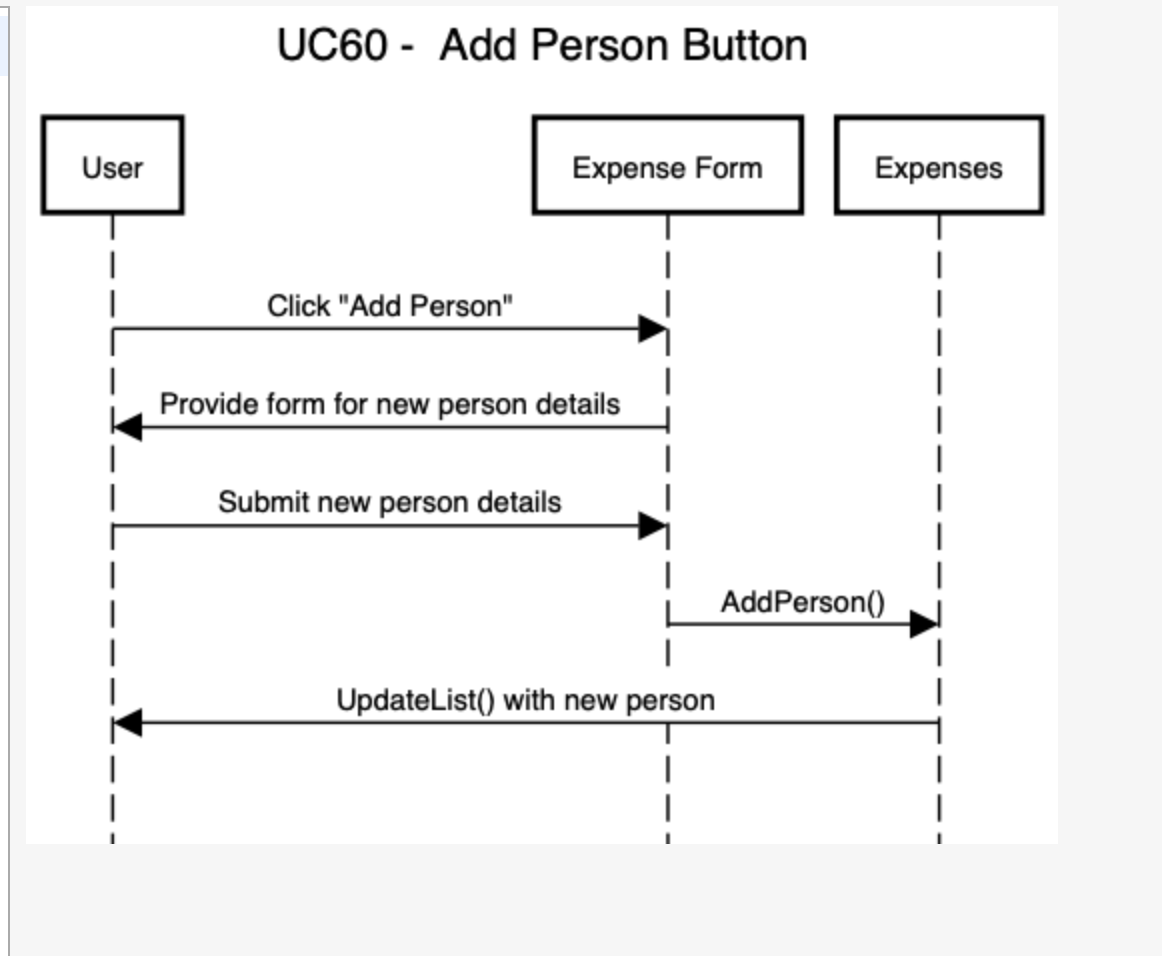 UC60 -  Add Person Button
User
Expense Form
Expenses
Click "Add Person"
Provide form for new person details
Submit new person details
AddPerson()
UpdateList() with new person